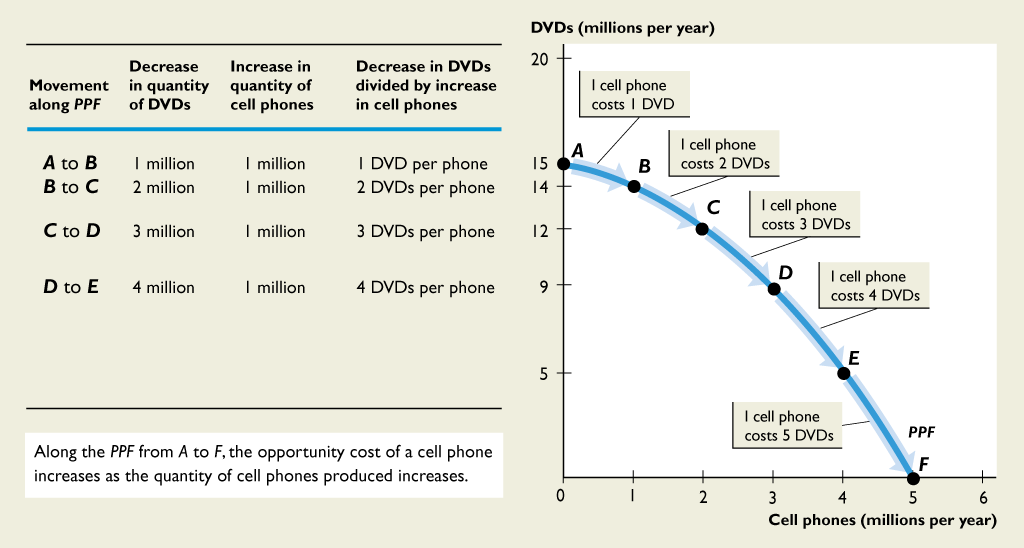 Movement
along PPF
Decrease
in quantity
of DVDs
Increase in
quantity of
cell phones
Decrease in DVDs
divided by increase
in cell phones
A to B 1 million 1 million 1 DVD per phone
B to C 2 million 1 million 2 DVDs per phone
C to D 3 million 1 million 3 DVDs per phone
D to E 4 million 1 million 4 DVDs per phone
Along the PPF from A to F, the opportunity cost of a cell phone
increases as the quantity of cell phones produced increases.
DVDs (millions per year)
20
15
14
12
9
5
1 cell phone
costs 1 DVD
1 cell phone
costs 2 DVDs
1 cell phone
costs 3 DVDs
1 cell phone
costs 4 DVDs
1 cell phone
costs 5 DVDs
A
B
C
D
E
PPF
F
0 1 2 3 4 5 6
Cell phones (millions per year)